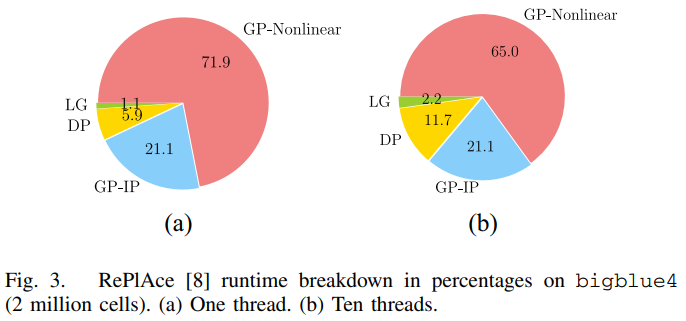 GP-Nonlinear
71.9
LG
1.1
5.9
DP
21.1
GP-IP
(a)
GP-Nonlinear
65.0
LG
2.2
11.7
DP
21.1
GP-IP
(b)
Fig. 3. RePlAce [8] runtime breakdown in percentages on bigblue4
(2 million cells). (a) One thread. (b) Ten threads.